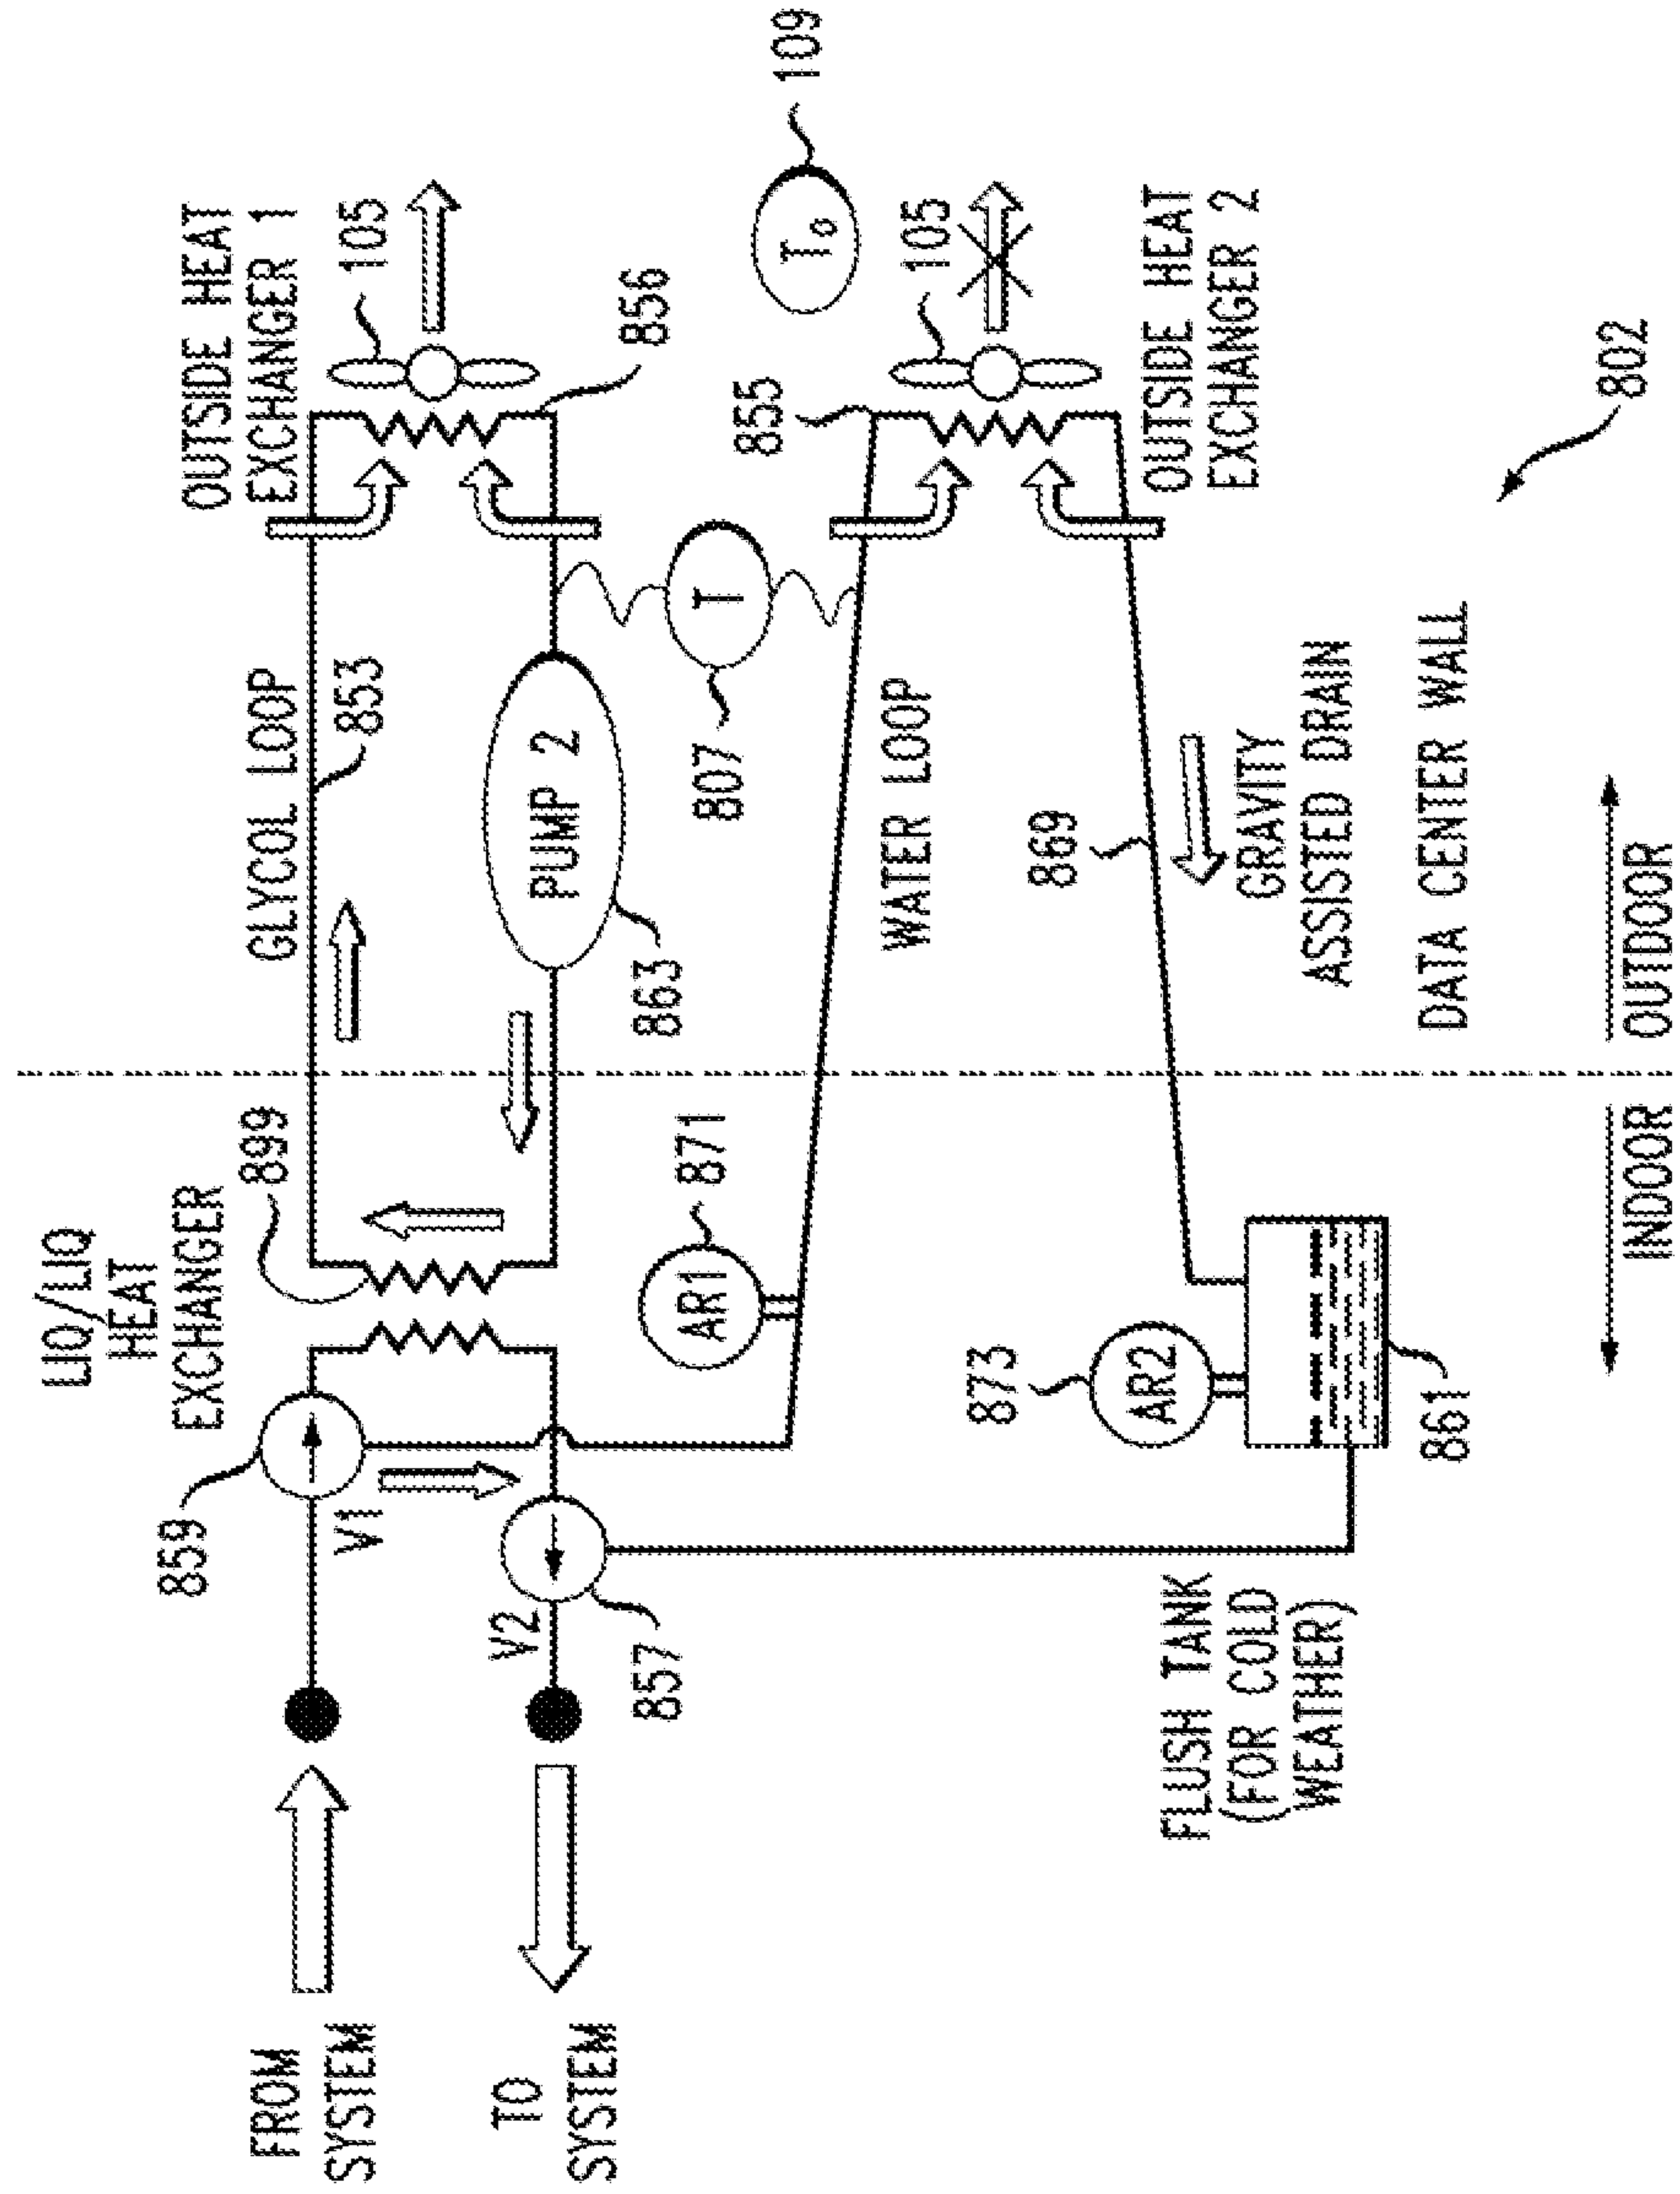 FROM
SYSTEM
TO
SYSTEM
859
V1
V2
857
LIQ/LIQ
HEAT
EXCHANGER
899
GLYCOL LOOP
853
PUMP 2
863
OUTSIDE HEAT
EXCHANGER 1
105
856
T
807
T₀
109
AR1
871
WATER LOOP
855
105
OUTSIDE HEAT
EXCHANGER 2
869
GRAVITY
ASSISTED DRAIN
873
AR2
861
FLUSH TANK
(FOR COLD
WEATHER)
DATA CENTER WALL
INDOOR
OUTDOOR
802